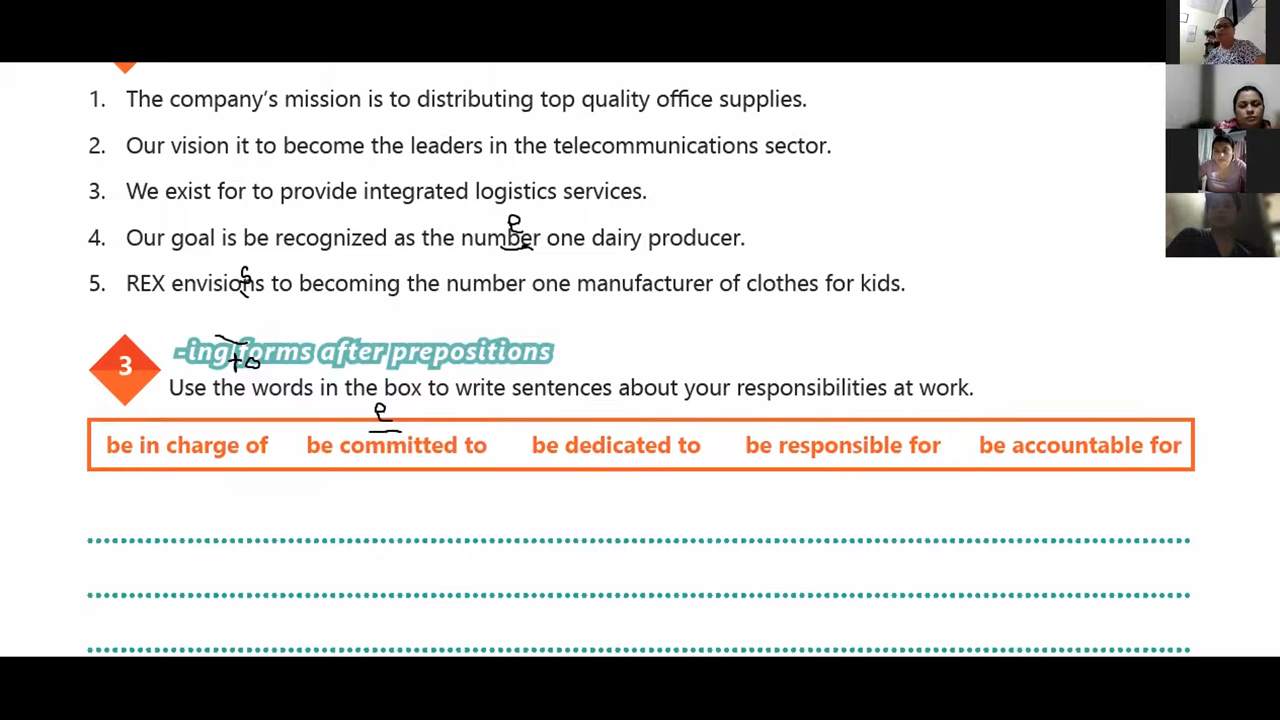 1. The company's mission is to distributing top quality office supplies.
2. Our vision it to become the leaders in the telecommunications sector.
3. We exist for to provide integrated logistics services.
e
4. Our goal is be recognized as the number one dairy producer.
s
5. REX envisions to becoming the number one manufacturer of clothes for kids.
3 -ing forms after prepositions
to
Use the words in the box to write sentences about your responsibilities at work.
e
be in charge of be committed to be dedicated to be responsible for be accountable for